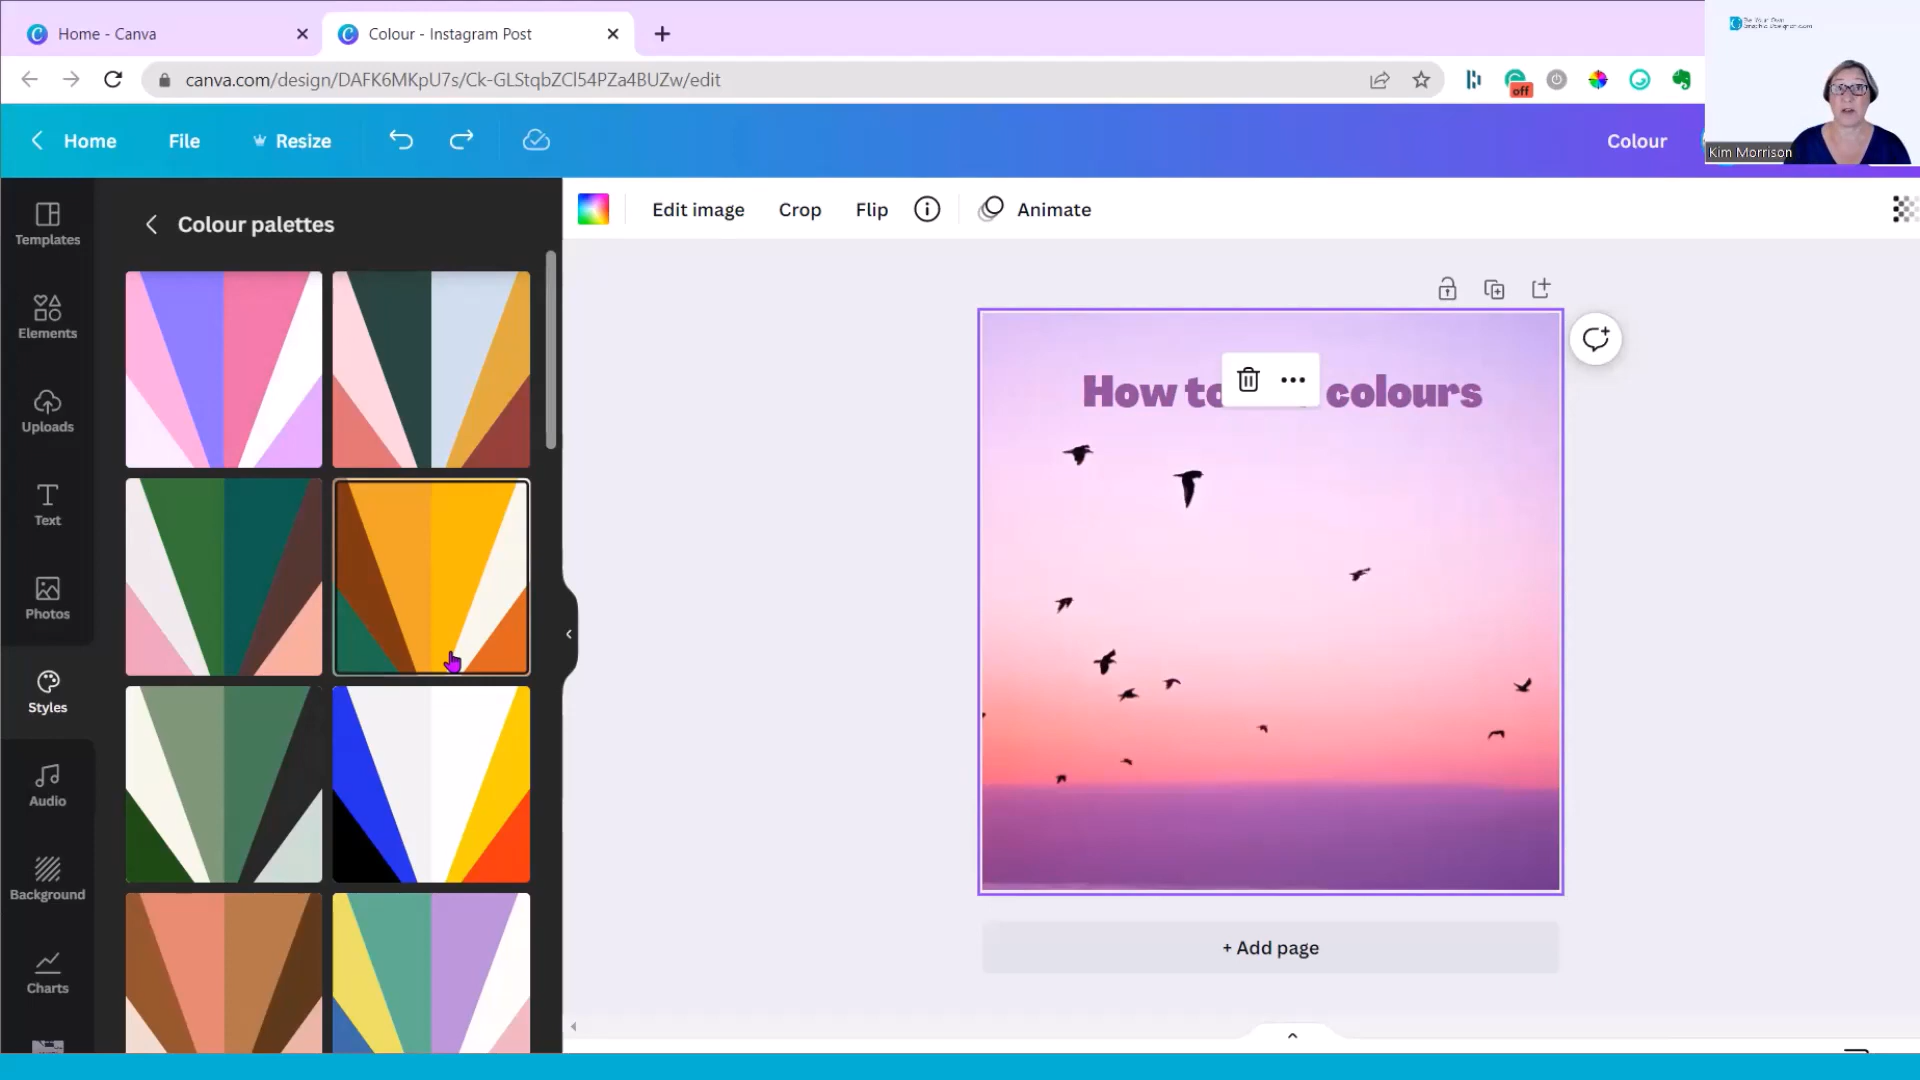 Home - Canva
Colour - Instagram Post
canva.com/design/DAFK6MKpU7s/Ck-GLStqbZCl54PZa4BUZw/edit
off
Kim Morrison
Home
File
Resize
Colour
Templates
Elements
Uploads
Text
Photos
Styles
Audio
Background
Charts
Colour palettes
Edit image
Crop
Flip
Animate
How to
colours
+ Add page